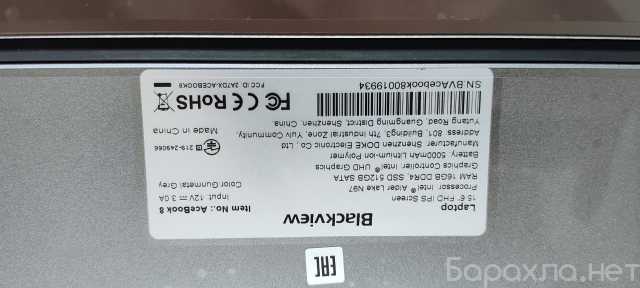 Blackview
Laptop
15.6" FHD IPS Screen
Processor Intel® Alder Lake N97
RAM 16GB DDR4, SSD 512GB SATA
Graphics Controller Intel® UHD Graphics
Battery 5000mAh Lithium-ion Polymer
Manufacturer DOKE Electronic Co., Ltd
Address: 801, Building3, 7th Industrial Zone, Yulv Community,
Yutang Road, Guangming District, Shenzhen, China.
SN:BVAcebook80019934
Item No.: AceBook 8
Input: 12V⎓3.0A
Color:Gunmetal Grey
219-249066
Made in China
FC CE RoHS
FCC ID: 2A7DX-ACEBOOK8
EAC
Барахла.нет